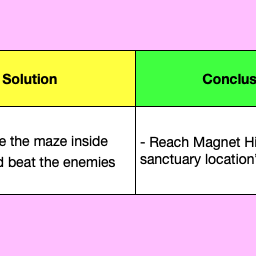 Solution
Conclus
e the maze inside
d beat the enemies
- Reach Magnet Hi
sanctuary location"